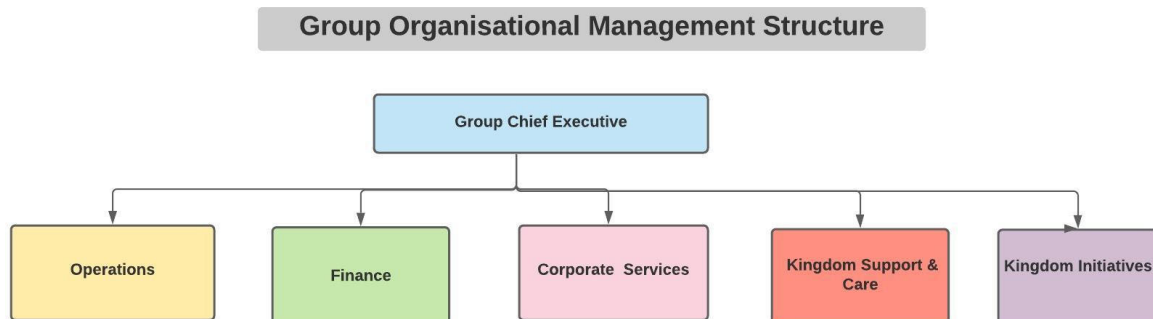 Group Organisational Management Structure
Group Chief Executive
Operations
Finance
Corporate Services
Kingdom Support &
Care
Kingdom Initiatives